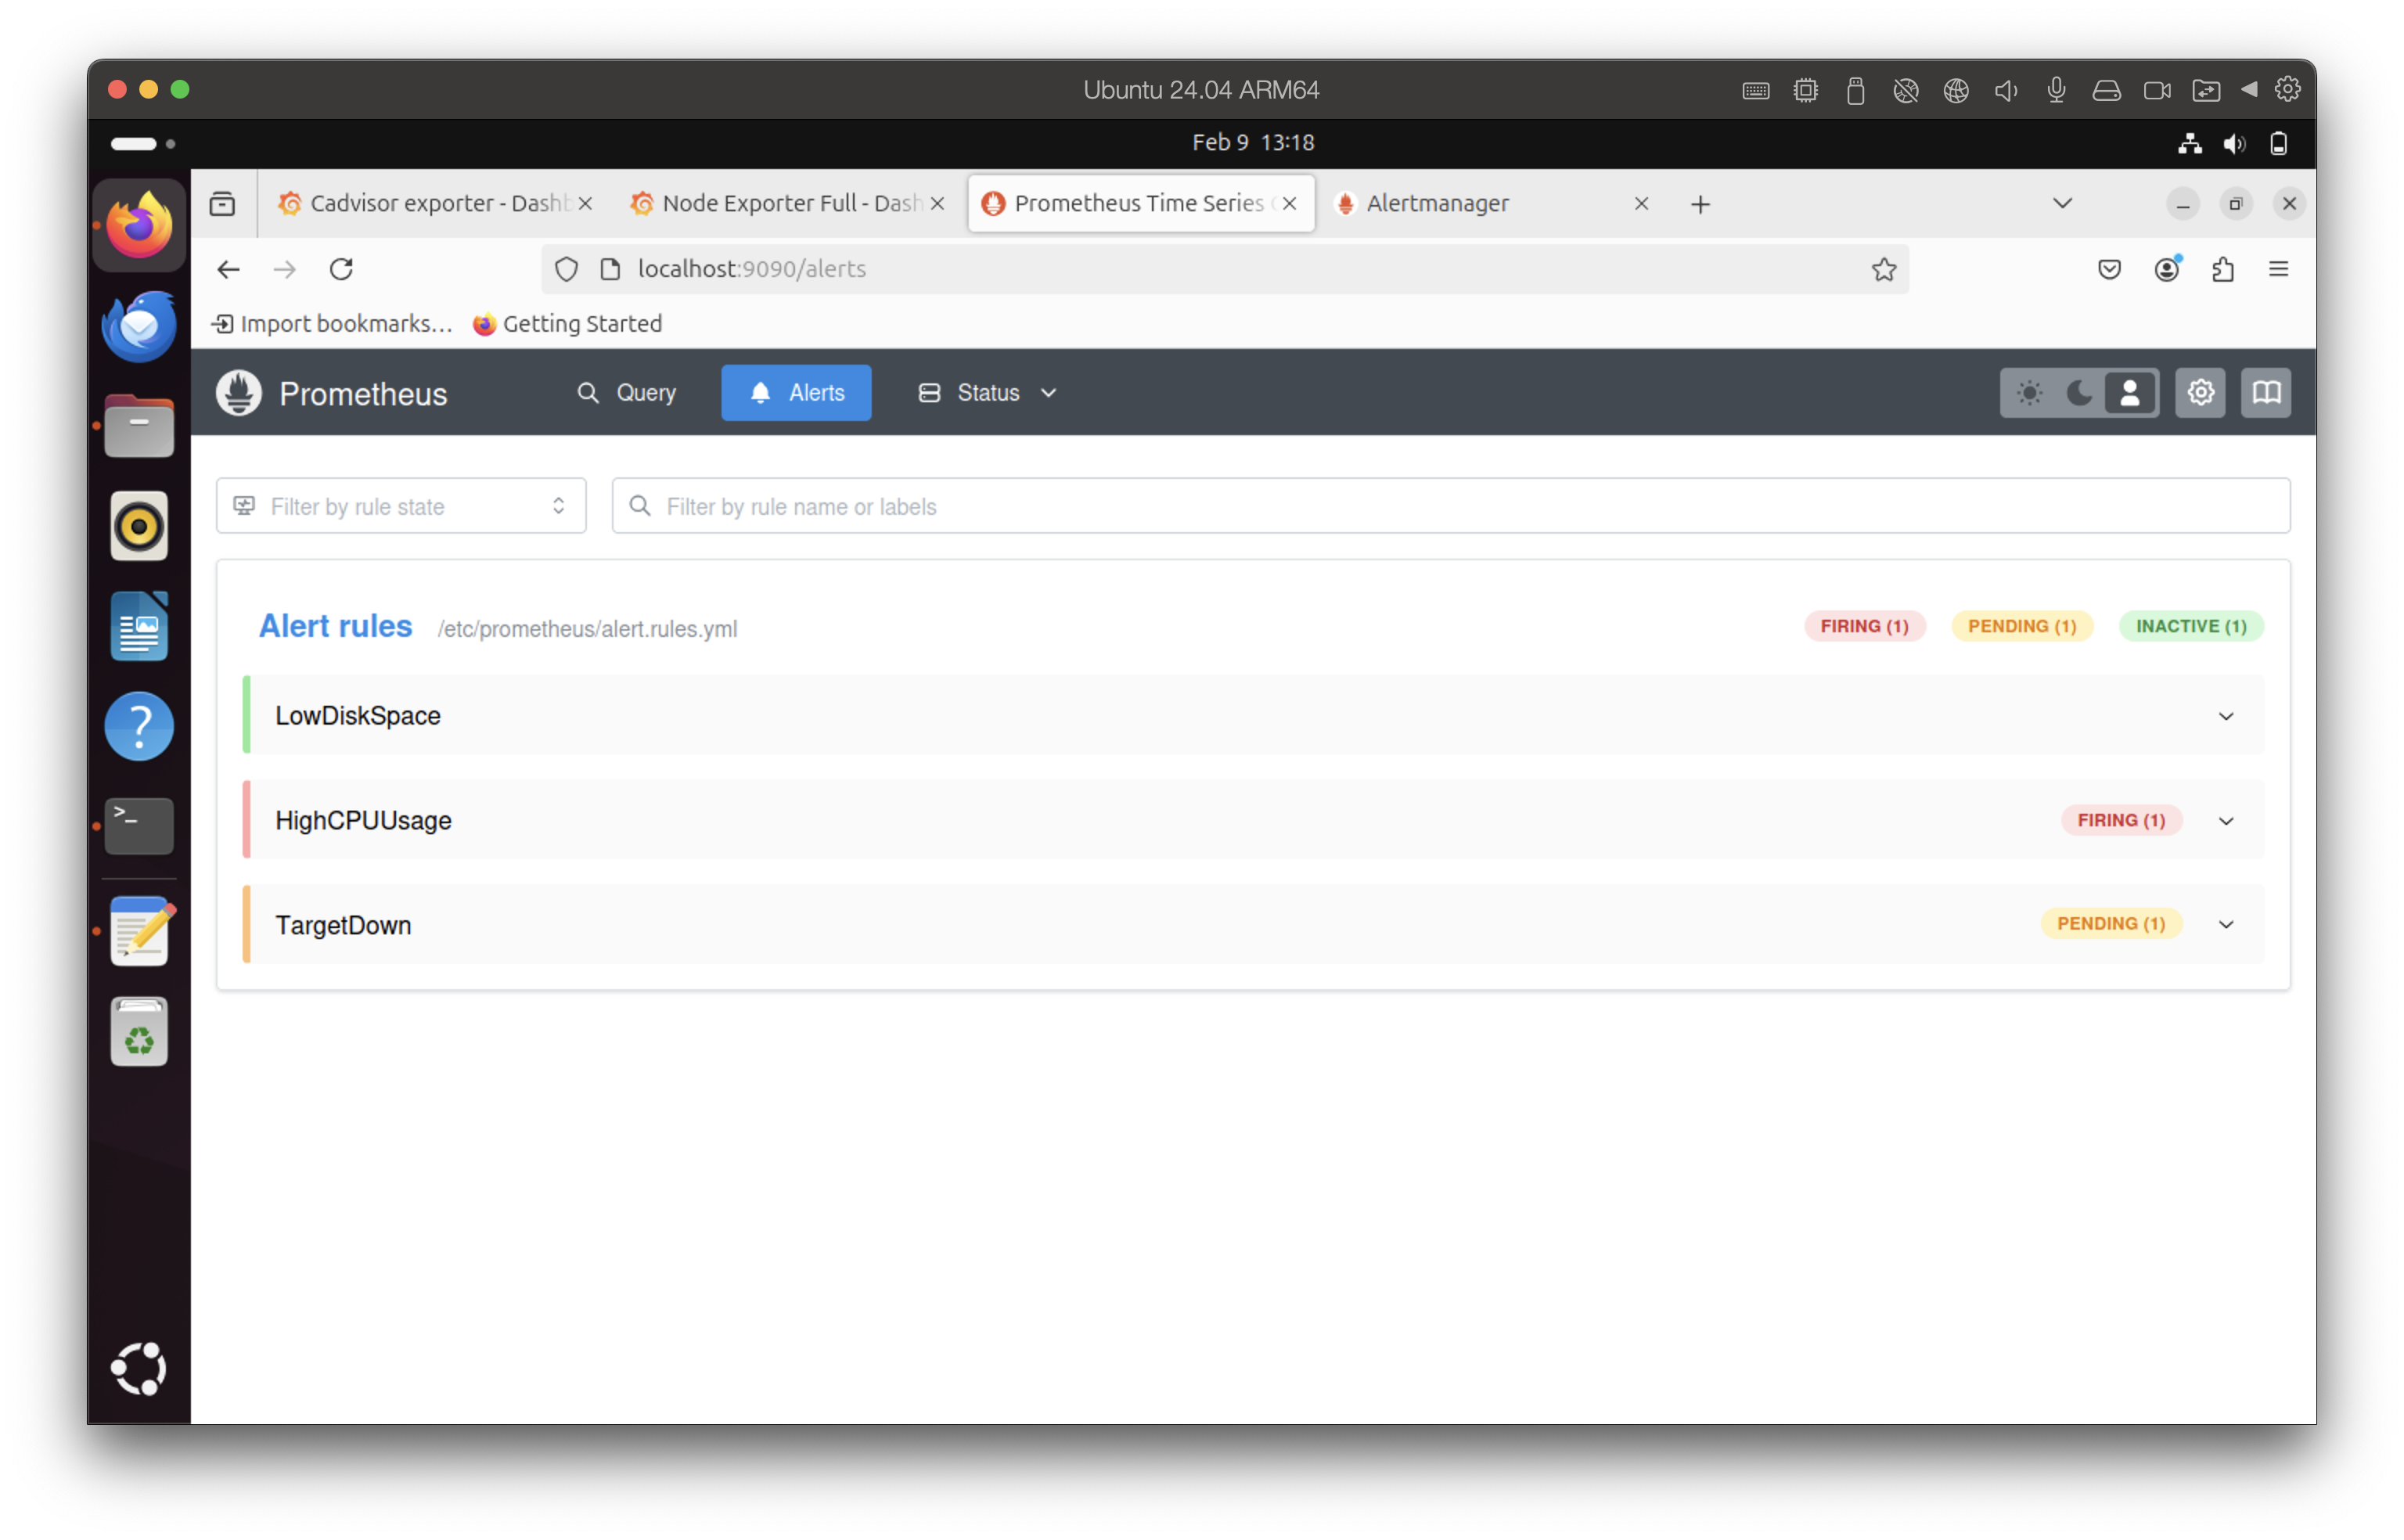 Ubuntu 24.04 ARM64
Feb 9 13:18
Cadvisor exporter - Dashb
Node Exporter Full - Dash
Prometheus Time Series
Alertmanager
localhost:9090/alerts
Import bookmarks...
Getting Started
Prometheus
Query
Alerts
Status
Filter by rule state
Filter by rule name or labels
Alert rules
/etc/prometheus/alert.rules.yml
FIRING (1)
PENDING (1)
INACTIVE (1)
LowDiskSpace
HighCPUUsage
FIRING (1)
TargetDown
PENDING (1)